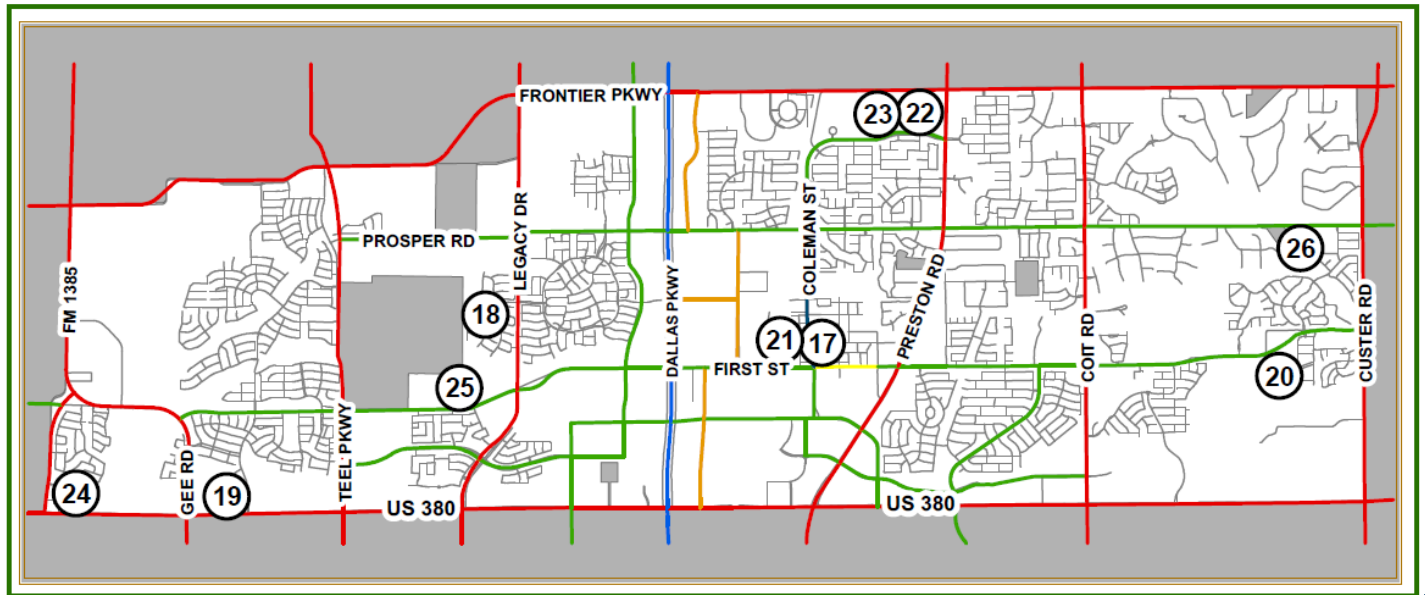 FRONTIER PKWY
23
22
LEGACY DR
COLEMAN ST
PROSPER RD
26
FM 1385
18
DALLAS PKWY
PRESTON RD
21
17
COIT RD
CUSTER RD
FIRST ST
25
20
TEEL PKWY
GEE RD
24
19
US 380
US 380